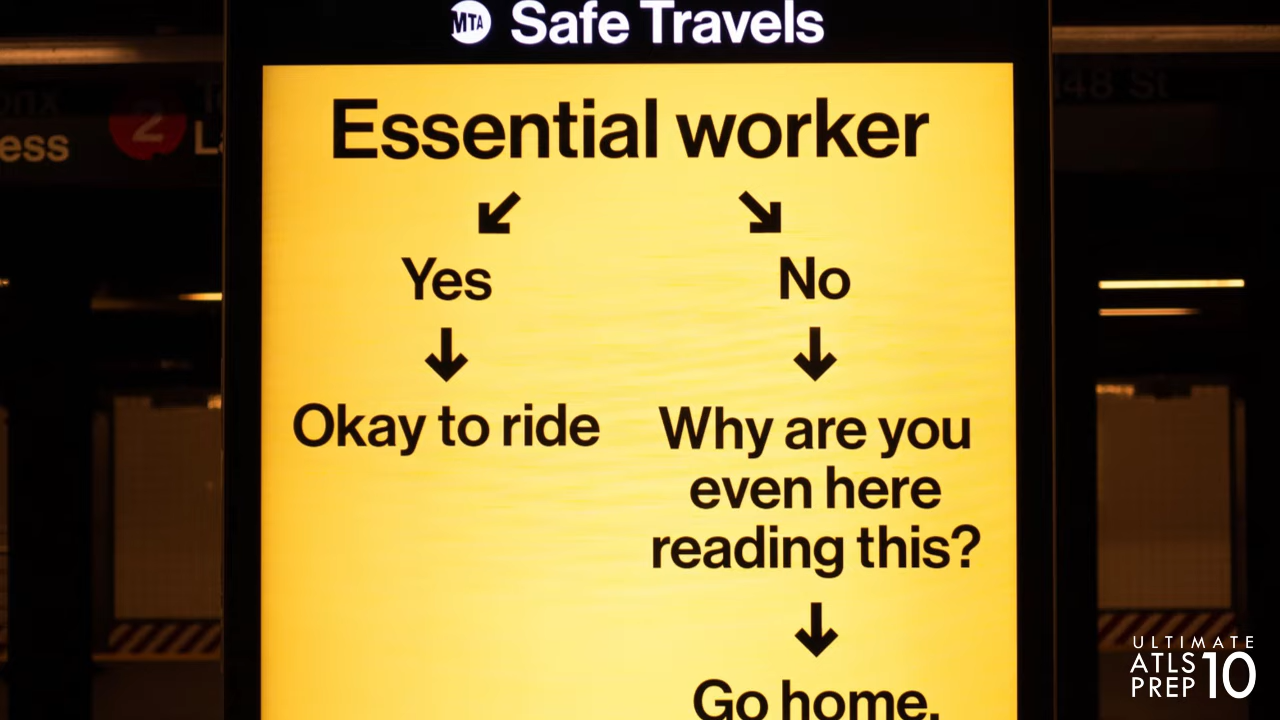 MTA Safe Travels
Essential worker
Yes
No
Okay to ride
Why are you
even here
reading this?
Go home.
2
ess
148 St
ULTIMATE
ATLS
PREP 10